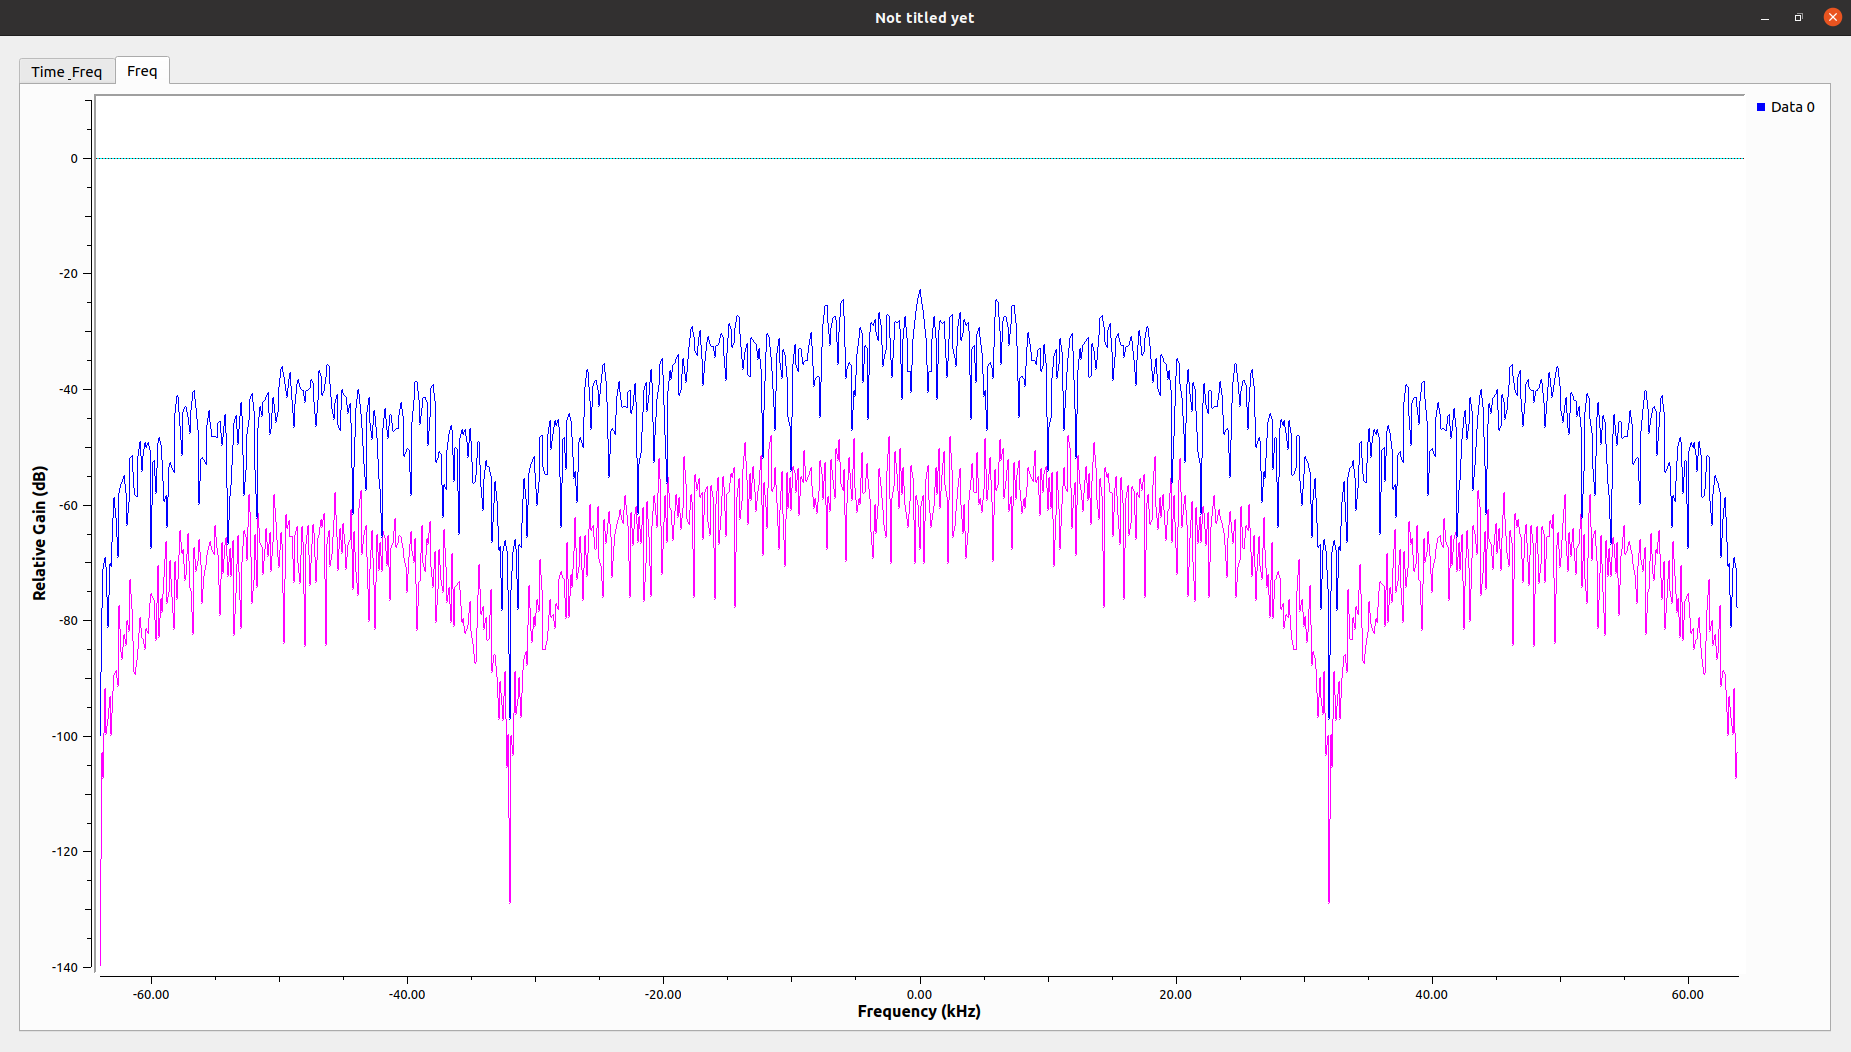 Not titled yet
Time_Freq
Freq
Data 0
0
-20
-40
-60
-80
-100
-120
-140
Relative Gain (dB)
-60.00
-40.00
-20.00
0.00
20.00
40.00
60.00
Frequency (kHz)